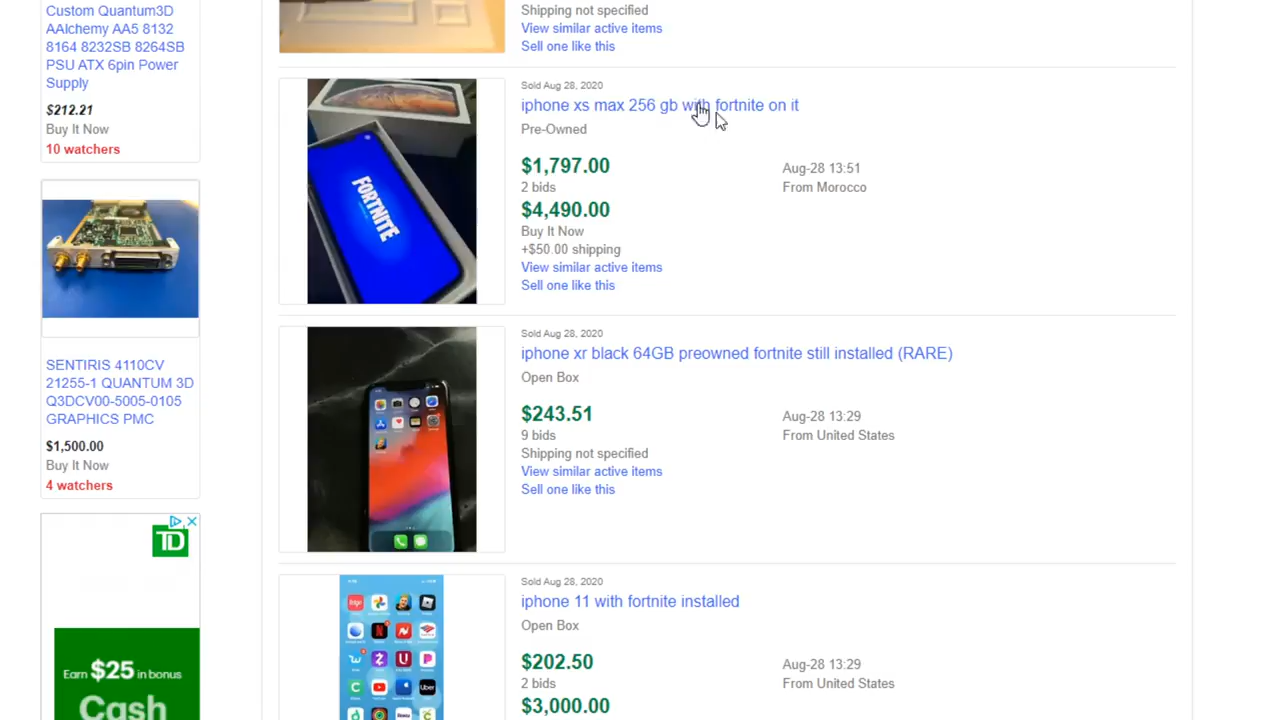 Custom Quantum3D
AAlchemy AA5 8132
8164 8232SB 8264SB
PSU ATX 6pin Power
Supply
$212.21
Buy It Now
10 watchers
SENTIRIS 4110CV
21255-1 QUANTUM 3D
Q3DCV00-5005-0105
GRAPHICS PMC
$1,500.00
Buy It Now
4 watchers
TD
Earn $25 in bonus
Cash
Shipping not specified
View similar active items
Sell one like this
Sold Aug 28, 2020
iphone xs max 256 gb with fortnite on it
Pre-Owned
$1,797.00
Aug-28 13:51
2 bids
From Morocco
$4,490.00
Buy It Now
+$50.00 shipping
View similar active items
Sell one like this
FORTNITE
Sold Aug 28, 2020
iphone xr black 64GB preowned fortnite still installed (RARE)
Open Box
$243.51
Aug-28 13:29
9 bids
From United States
Shipping not specified
View similar active items
Sell one like this
Sold Aug 28, 2020
iphone 11 with fortnite installed
Open Box
$202.50
Aug-28 13:29
2 bids
From United States
$3,000.00
Uber